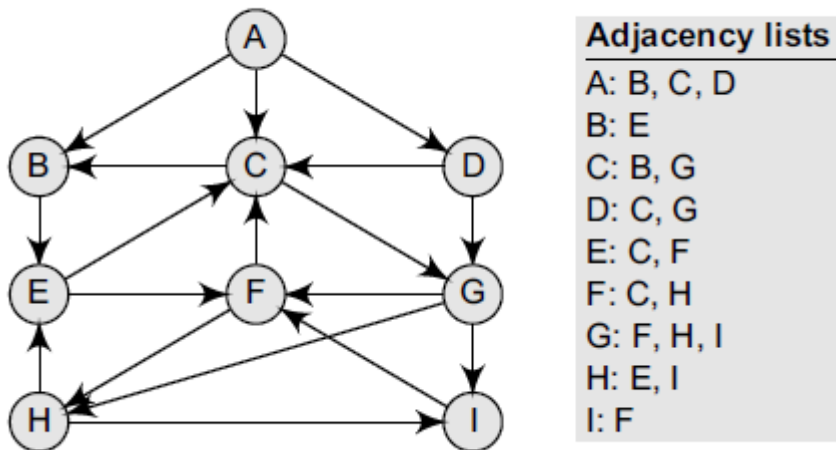 A
B C D
E F G
H I
Adjacency lists
A: B, C, D
B: E
C: B, G
D: C, G
E: C, F
F: C, H
G: F, H, I
H: E, I
I: F